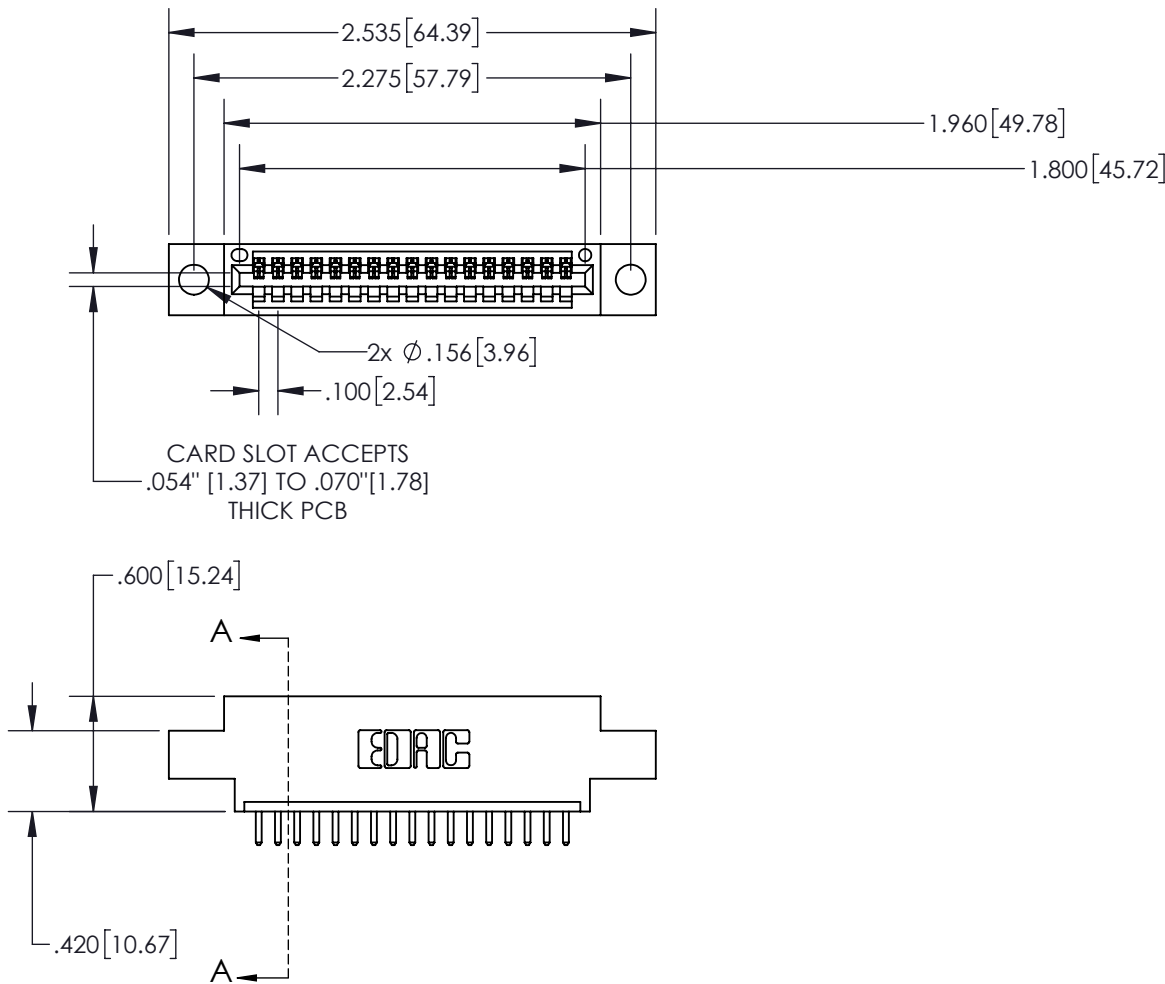 2.535[64.39]
2.275[57.79]
1.960[49.78]
1.800[45.72]
2x Ø.156[3.96]
.100[2.54]
CARD SLOT ACCEPTS
.054" [1.37] TO .070"[1.78]
THICK PCB
.600[15.24]
A
EDAC
.420[10.67]
A